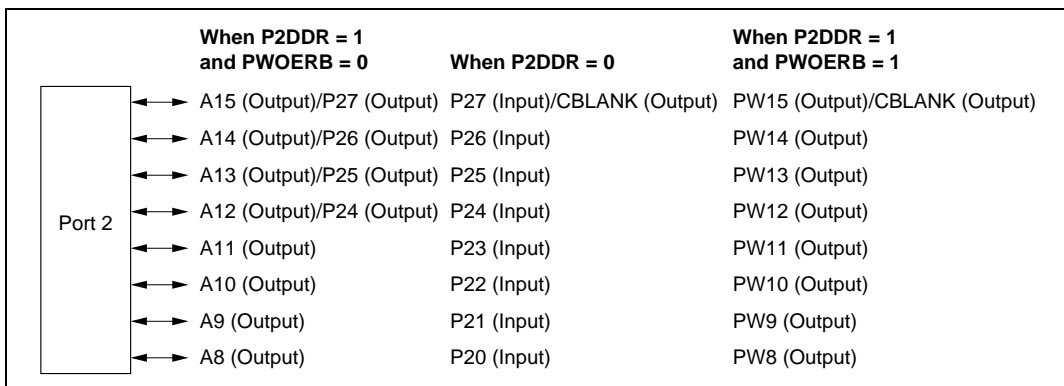 When P2DDR = 1 When P2DDR = 1
and PWOERB = 0 When P2DDR = 0 and PWOERB = 1
A15 (Output)/P27 (Output) P27 (Input)/CBLANK (Output) PW15 (Output)/CBLANK (Output)
A14 (Output)/P26 (Output) P26 (Input) PW14 (Output)
A13 (Output)/P25 (Output) P25 (Input) PW13 (Output)
A12 (Output)/P24 (Output) P24 (Input) PW12 (Output)
Port 2
A11 (Output) P23 (Input) PW11 (Output)
A10 (Output) P22 (Input) PW10 (Output)
A9 (Output) P21 (Input) PW9 (Output)
A8 (Output) P20 (Input) PW8 (Output)